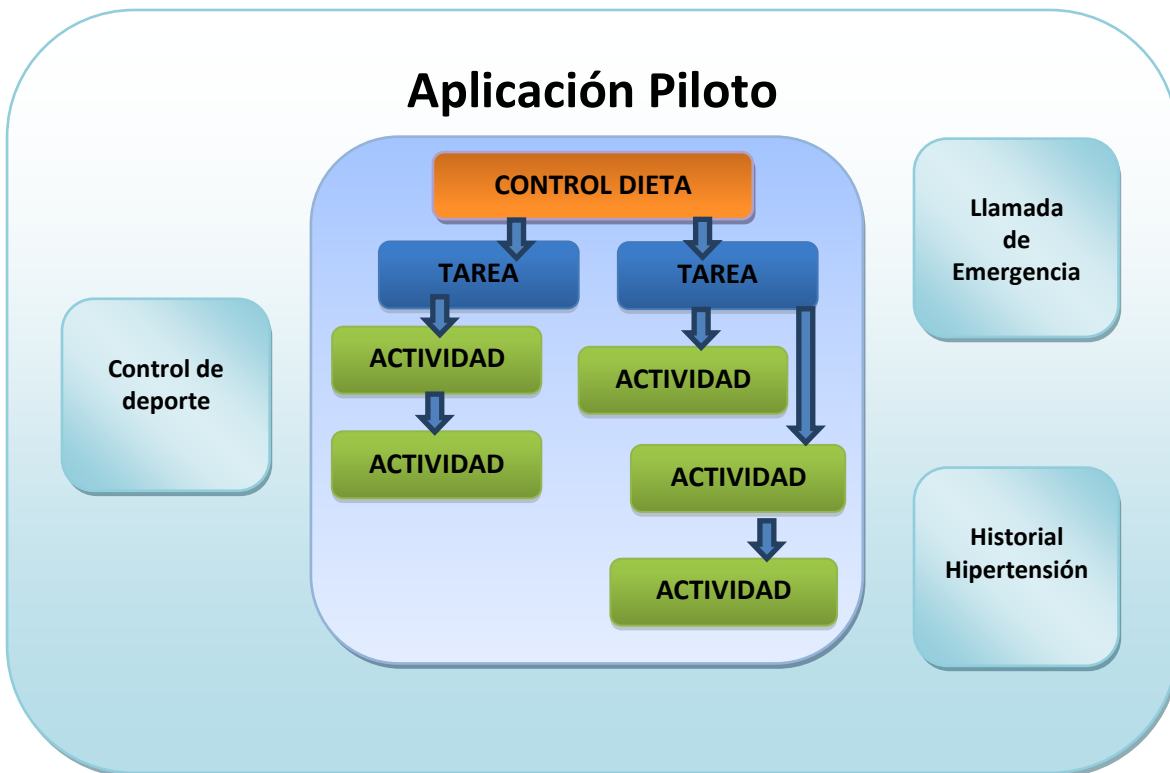 Aplicación Piloto
CONTROL DIETA
TAREA
TAREA
ACTIVIDAD
ACTIVIDAD
ACTIVIDAD
ACTIVIDAD
ACTIVIDAD
Control de
deporte
Llamada
de
Emergencia
Historial
Hipertensión